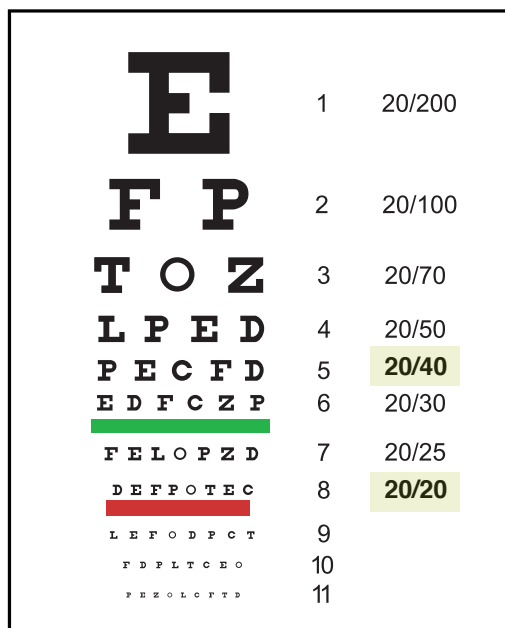 E 1 20/200
F P 2 20/100
T O Z 3 20/70
L P E D 4 20/50
P E C F D 5 20/40
E D F C Z P 6 20/30
F E L O P Z D 7 20/25
D E F P O T E C 8 20/20
L E F O D P C T 9
F D P L T C E O 10
P E Z O L C F T D 11